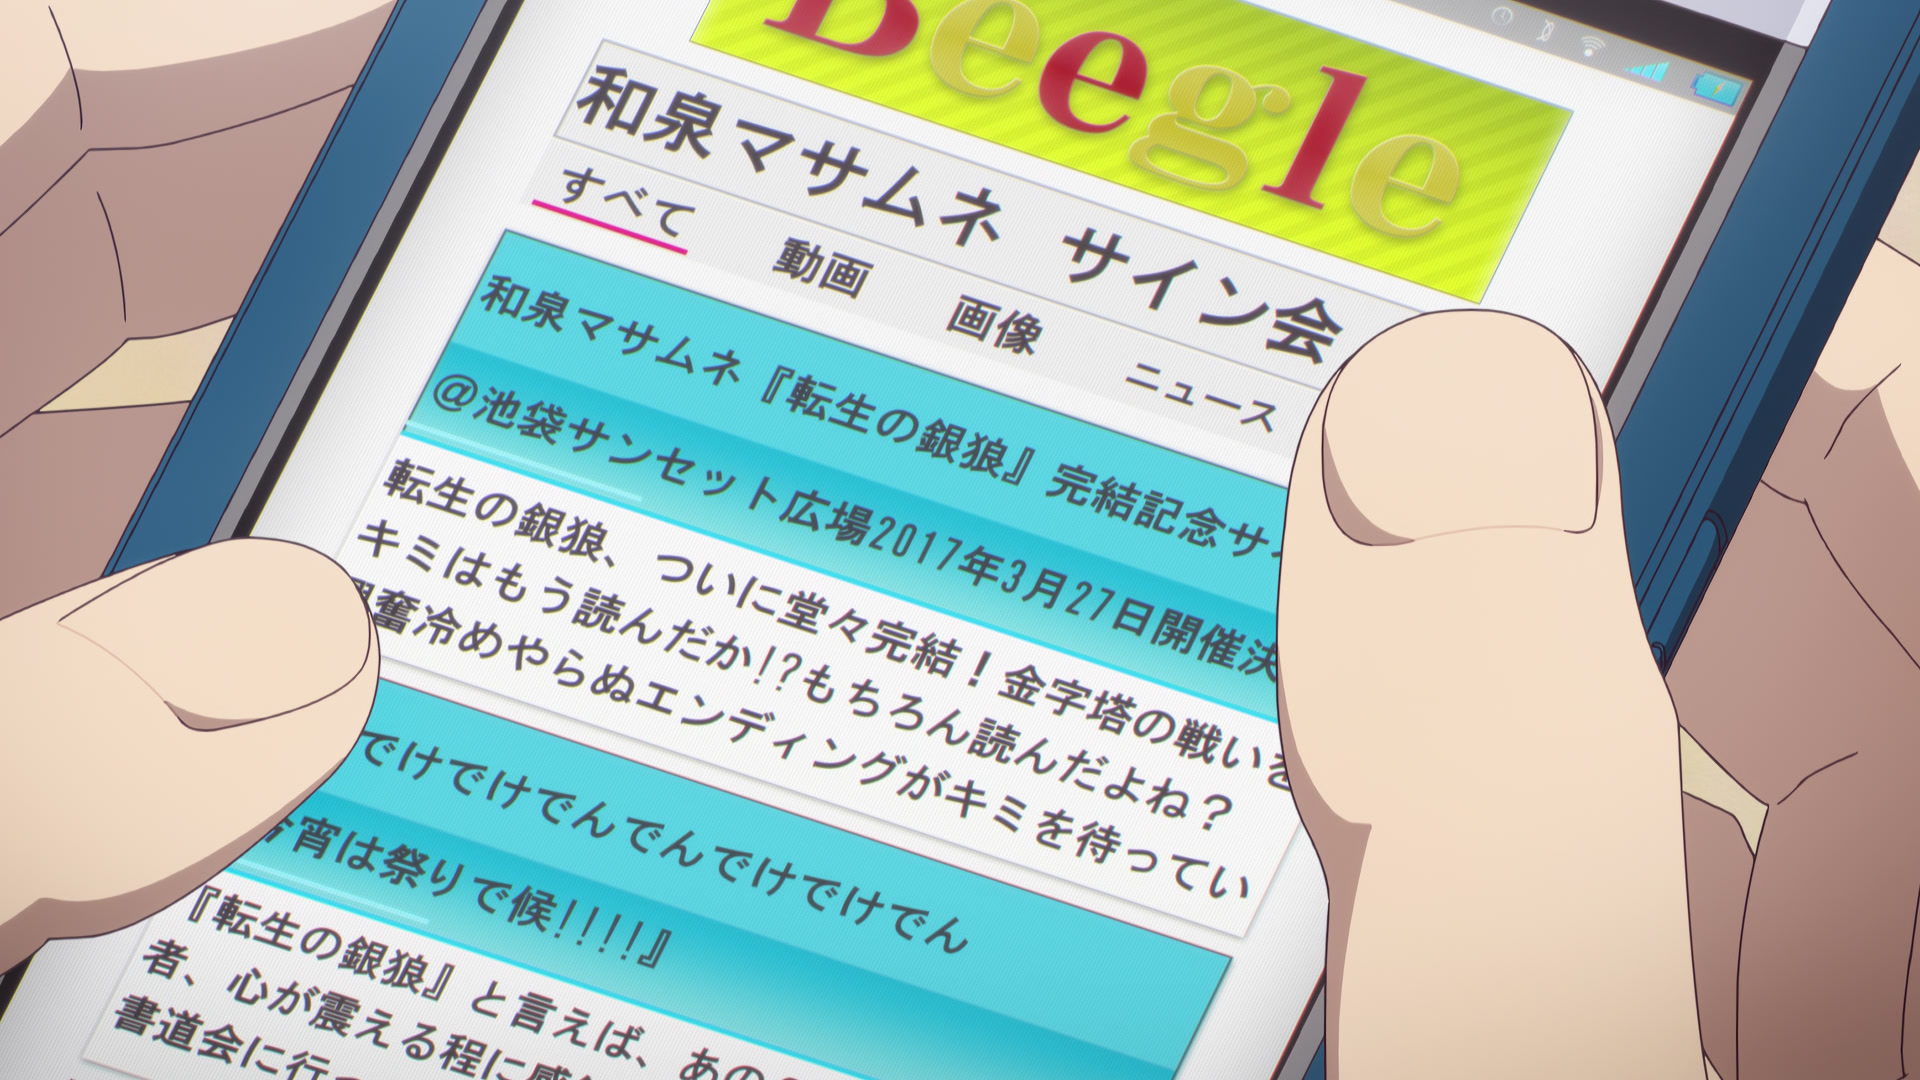 Beegle
和泉マサムネ サイン会
すべて 動画 画像 ニュース
和泉マサムネ『転生の銀狼』完結記念サイ
@池袋サンセット広場2017年3月27日開催決
転生の銀狼、ついに堂々完結！金字塔の戦いを
キミはもう読んだか!?もちろん読んだよね？
興奮冷めやらぬエンディングがキミを待ってい
でけでけでんでんでけでけでん
今宵は祭りで候!!!!』
『転生の銀狼』と言えば、あの
者、心が震える程に感
書道会に行っ